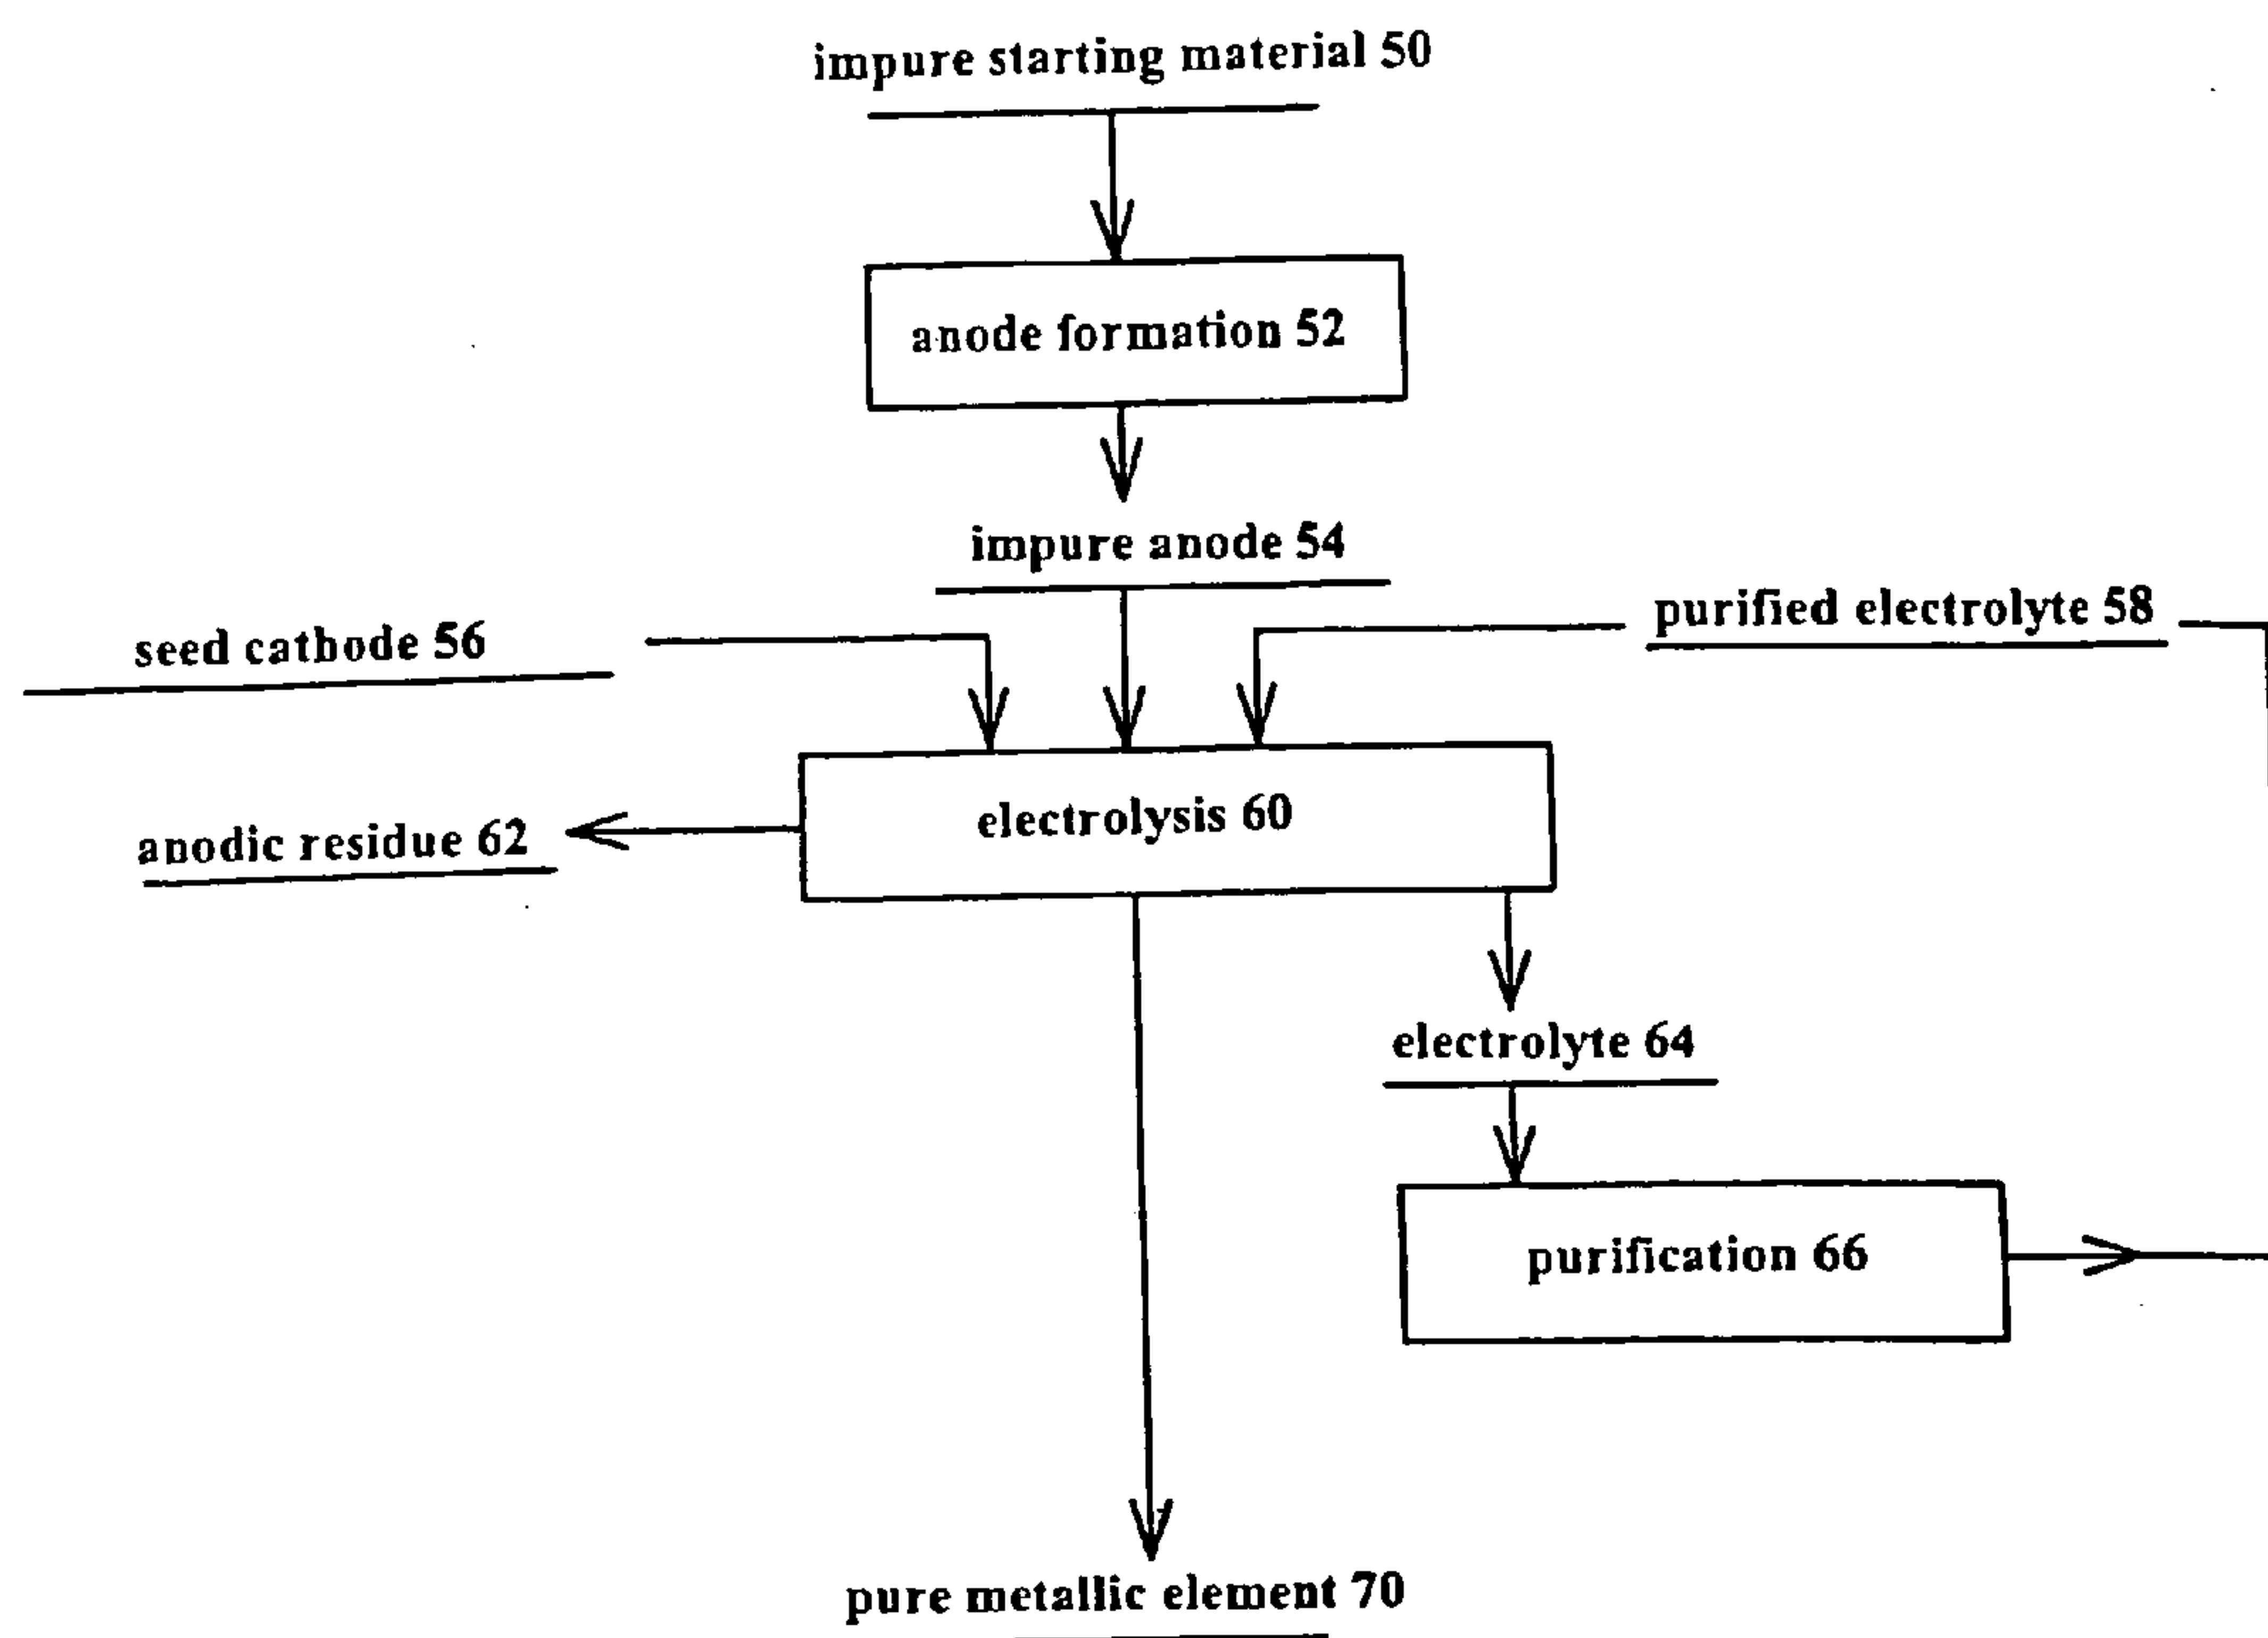 impure starting material 50
anode formation 52
impure anode 54
purified electrolyte 58
seed cathode 56
electrolysis 60
anodic residue 62
electrolyte 64
purification 66
pure metallic element 70